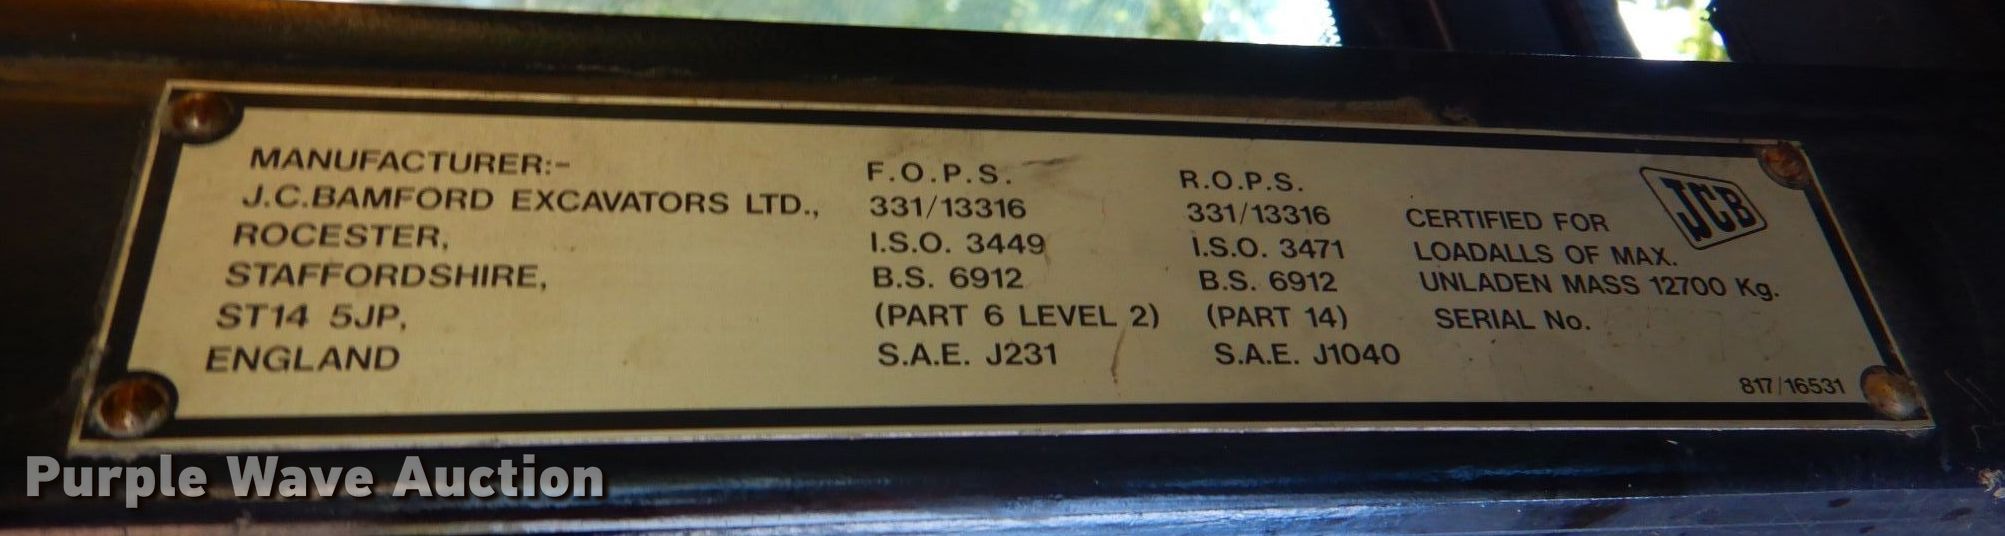 MANUFACTURER:-
J.C.BAMFORD EXCAVATORS LTD.,
ROCESTER,
STAFFORDSHIRE,
ST14 5JP,
ENGLAND
F.O.P.S.
331/13316
I.S.O. 3449
B.S. 6912
(PART 6 LEVEL 2)
S.A.E. J231
R.O.P.S.
331/13316
I.S.O. 3471
B.S. 6912
(PART 14)
S.A.E. J1040
JCB
CERTIFIED FOR
LOADALLS OF MAX.
UNLADEN MASS 12700 Kg.
SERIAL No.
817/16531
Purple Wave Auction